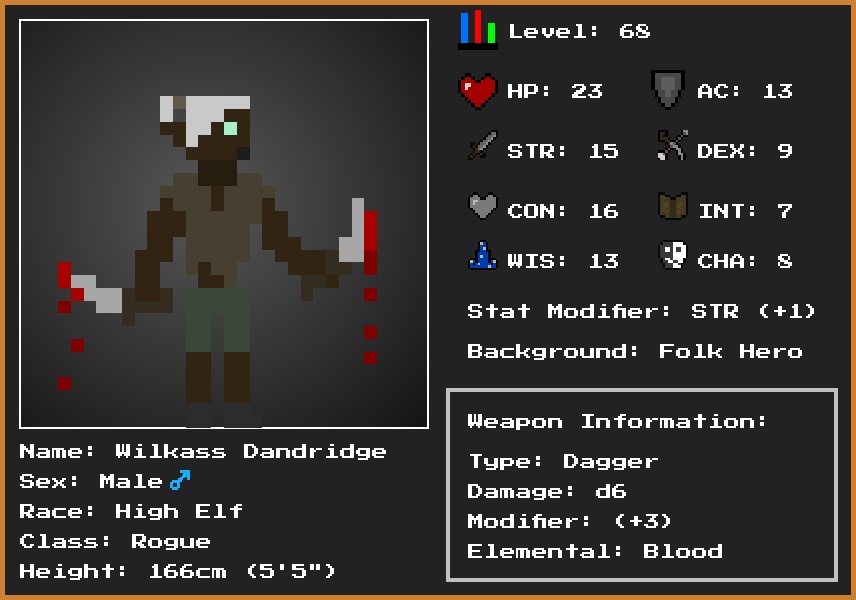 Level: 68
HP: 23 AC: 13
STR: 15 DEX: 9
CON: 16 INT: 7
WIS: 13 CHA: 8
Stat Modifier: STR (+1)
Background: Folk Hero
Weapon Information:
Type: Dagger
Damage: d6
Modifier: (+3)
Elemental: Blood
Name: Wilkass Dandridge
Sex: Male♂
Race: High Elf
Class: Rogue
Height: 166cm (5'5")